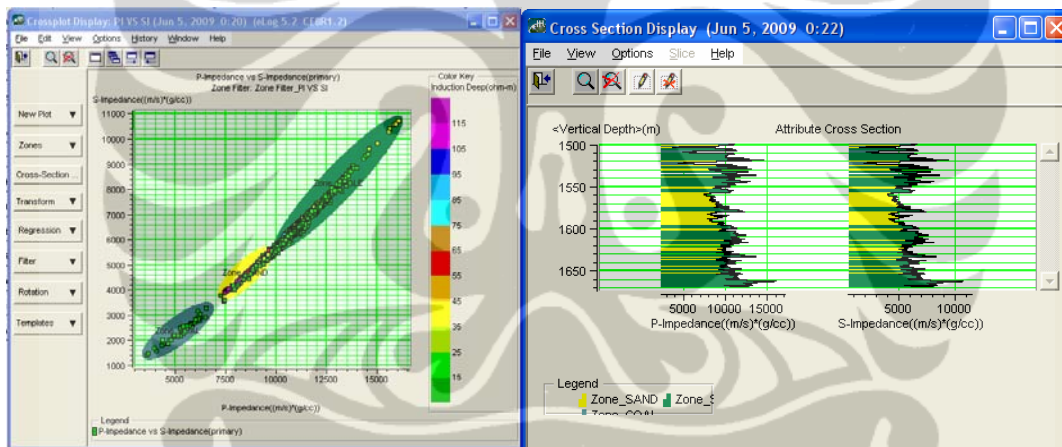 Crossplot Display: PI VS SI (Jun 5, 2009 0:20) (eLog 5.2 CE8R1.2)
File Edit View Options History Window Help
P-Impedance vs S-Impedance(primary)
Zone Filter: Zone Filter_PI VS SI
S-Impedance((m/s)*(g/cc))
Color Key
Induction Deep(ohm-m)
New Plot
Zones
Cross-Section ...
Transform
Regression
Filter
Rotation
Templates
11000
10000
9000
8000
7000
6000
5000
4000
3000
2000
1000
115
105
95
85
75
65
55
45
35
25
15
5000 7500 10000 12500 15000
P-Impedance((m/s)*(g/cc))
Legend
P-Impedance vs S-Impedance(primary)
Cross Section Display (Jun 5, 2009 0:22)
File View Options Slice Help
<Vertical Depth>(m) Attribute Cross Section
1500
1550
1600
1650
5000 10000 15000 5000 10000
P-Impedance((m/s)*(g/cc)) S-Impedance((m/s)*(g/cc))
Legend
Zone_SAND
Zone_COAL